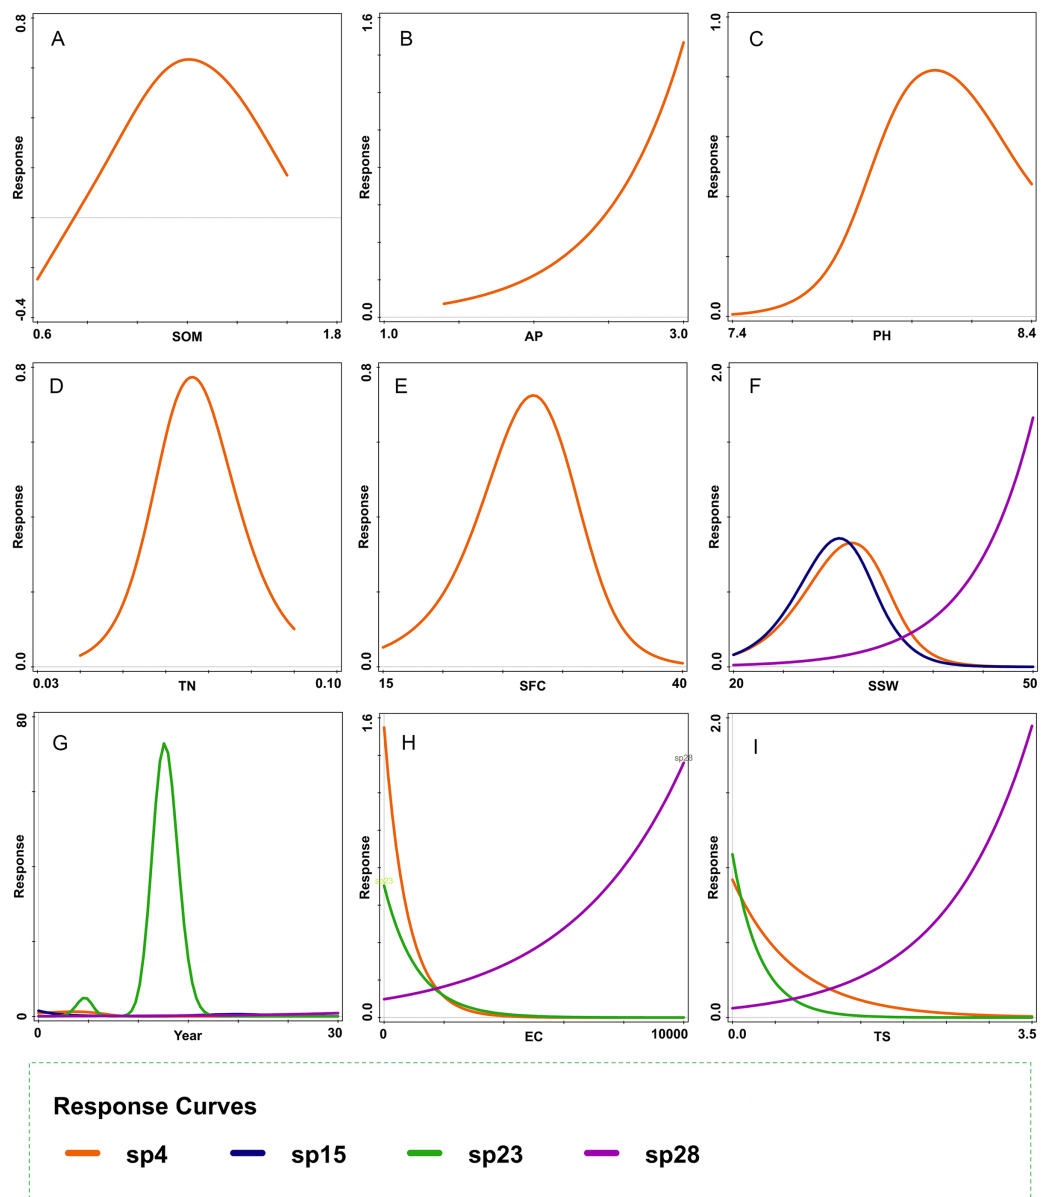 A
0.8
Response
-0.4
0.6
SOM
1.8
B
1.6
Response
0.0
1.0
AP
3.0
C
1.0
Response
0.0
7.4
PH
8.4
D
0.8
Response
0.0
0.03
TN
0.10
E
0.8
Response
0.0
15
SFC
40
F
2.0
Response
0.0
20
SSW
50
G
80
Response
0
0
Year
30
H
1.6
sp28
sp23
Response
0.0
0
EC
10000
I
2.0
Response
0.0
0.0
TS
3.5
Response Curves
sp4 sp15 sp23 sp28